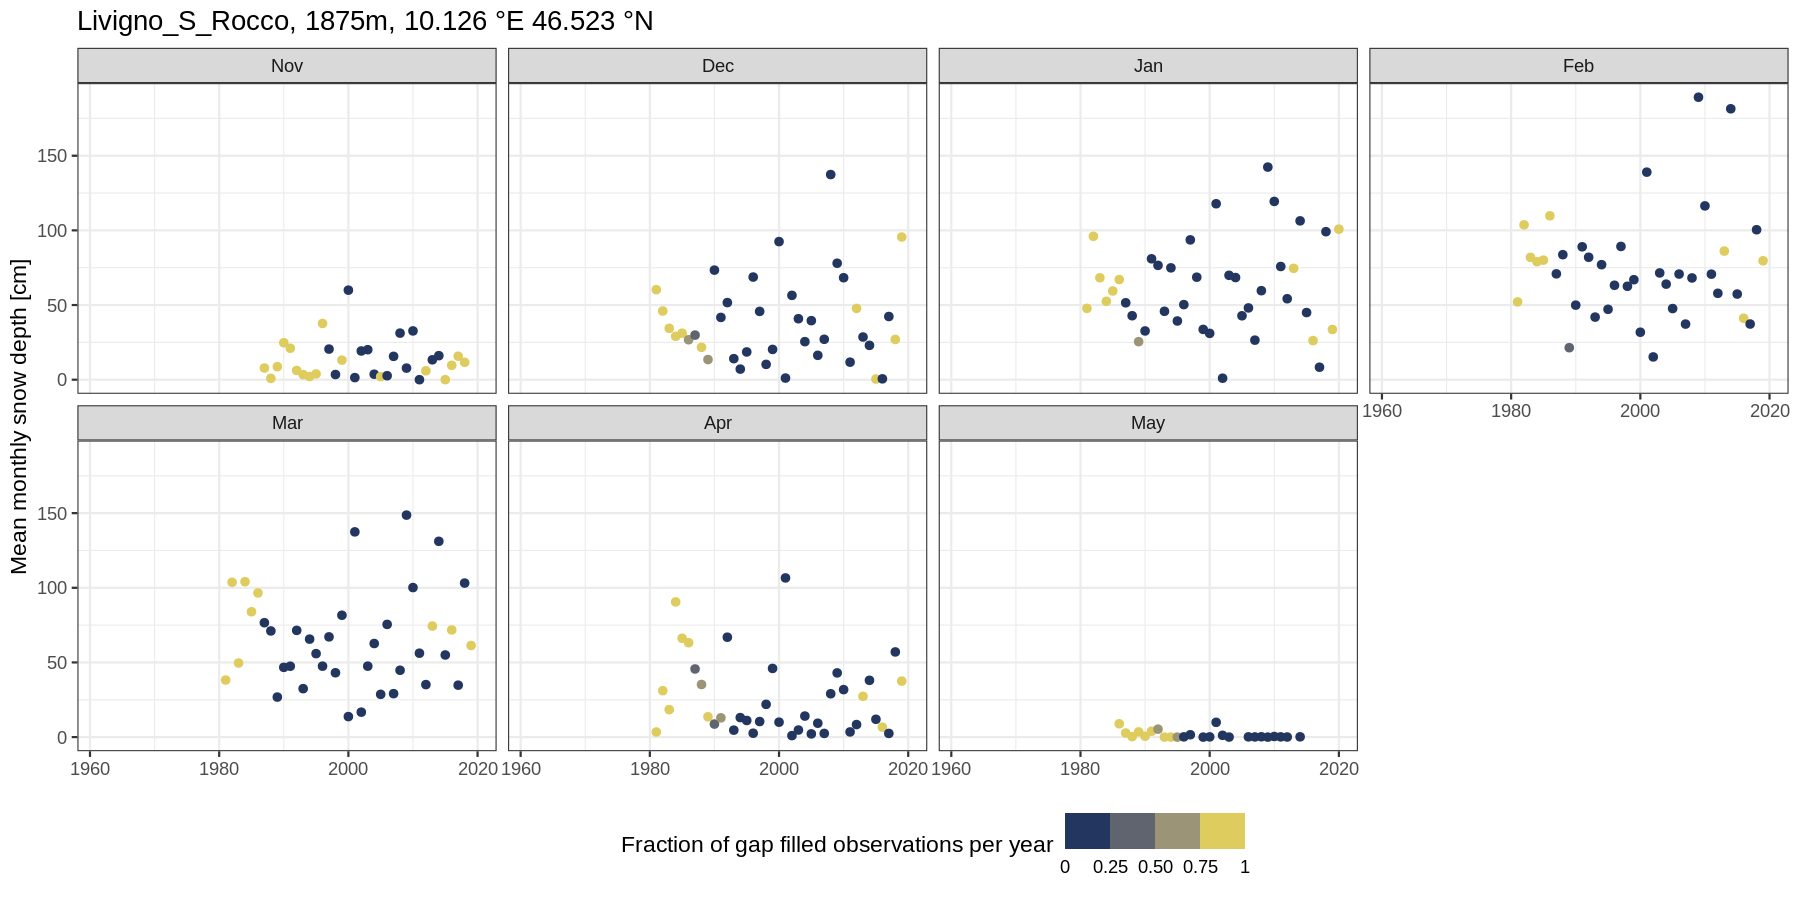 Livigno_S_Rocco, 1875m, 10.126 °E 46.523 °N
Nov
Dec
Jan
Feb
150
100
50
0
1960 1980 2000 2020
Mar
Apr
May
150
100
50
0
1960 1980 2000 2020
1960 1980 2000 2020
1960 1980 2000 2020
Mean monthly snow depth [cm]
Fraction of gap filled observations per year
0 0.25 0.50 0.75 1